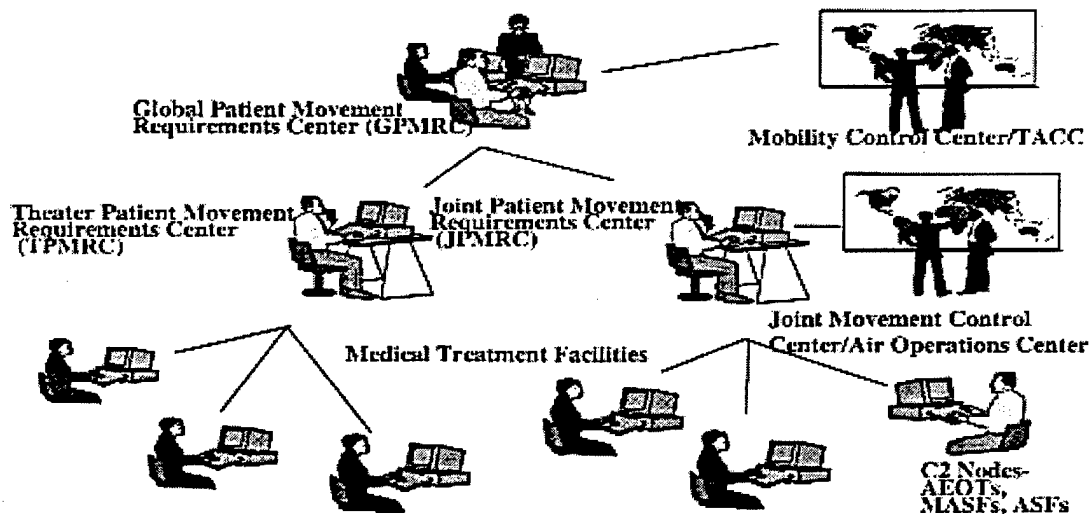 Global Patient Movement
Requirements Center (GPMRC)
Mobility Control Center/TACC
Theater Patient Movement
Requirements Center
(TPMRC)
Joint Patient Movement
Requirements Center
(JPMRC)
Joint Movement Control
Center/Air Operations Center
Medical Treatment Facilities
C2 Nodes-
AEOTs,
MASFs, ASFs